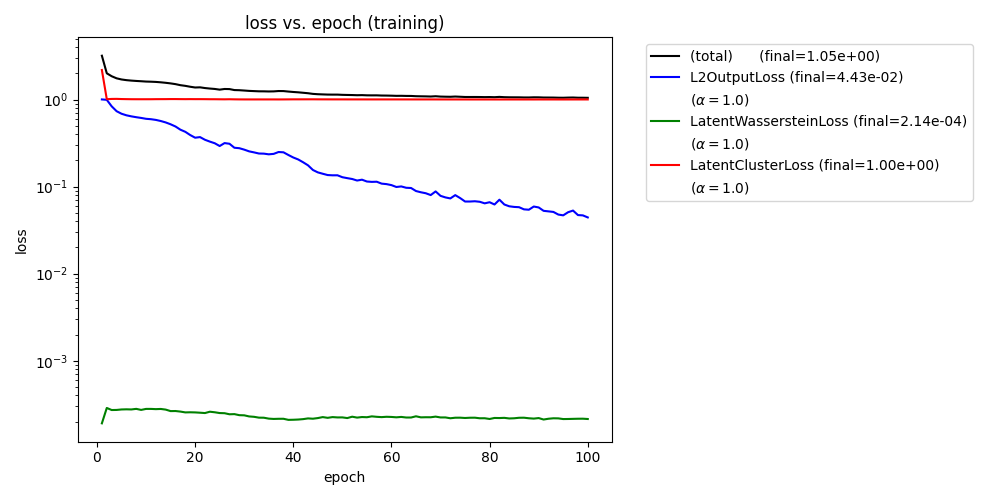 loss vs. epoch (training)
loss
10^0
10^-1
10^-2
10^-3
0 20 40 60 80 100
epoch
(total) (final=1.05e+00)
L2OutputLoss (final=4.43e-02)
(α = 1.0)
LatentWassersteinLoss (final=2.14e-04)
(α = 1.0)
LatentClusterLoss (final=1.00e+00)
(α = 1.0)